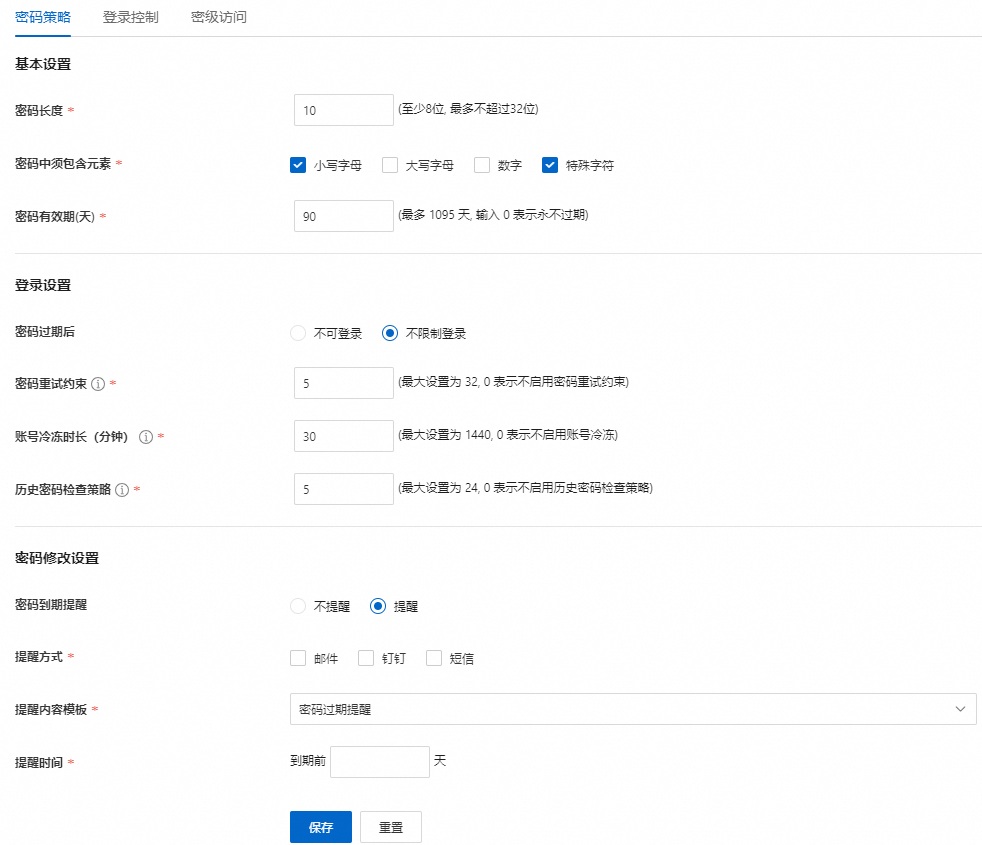 密码策略 登录控制 密级访问
基本设置
密码长度 * 10 (至少8位, 最多不超过32位)
密码中须包含元素 * 小写字母 大写字母 数字 特殊字符
密码有效期(天) * 90 (最多 1095 天, 输入 0 表示永不过期)
登录设置
密码过期后 不可登录 不限制登录
密码重试约束 * 5 (最大设置为 32, 0 表示不启用密码重试约束)
账号冷冻时长（分钟） * 30 (最大设置为 1440, 0 表示不启用账号冷冻)
历史密码检查策略 * 5 (最大设置为 24, 0 表示不启用历史密码检查策略)
密码修改设置
密码到期提醒 不提醒 提醒
提醒方式 * 邮件 钉钉 短信
提醒内容模板 * 密码过期提醒
提醒时间 * 到期前 天
保存 重置